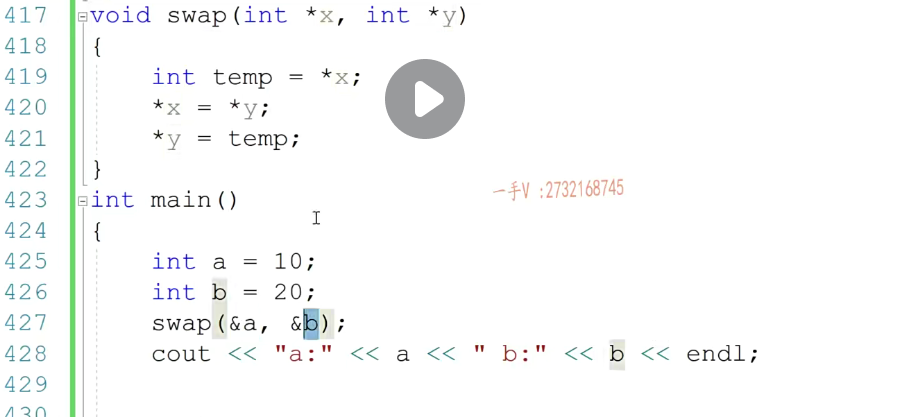 417 void swap(int *x, int *y)
418 {
419 int temp = *x;
420 *x = *y;
421 *y = temp;
422 }
一手V :2732168745
423 int main()
424 {
425 int a = 10;
426 int b = 20;
427 swap(&a, &b);
428 cout << "a:" << a << " b:" << b << endl;
429
430